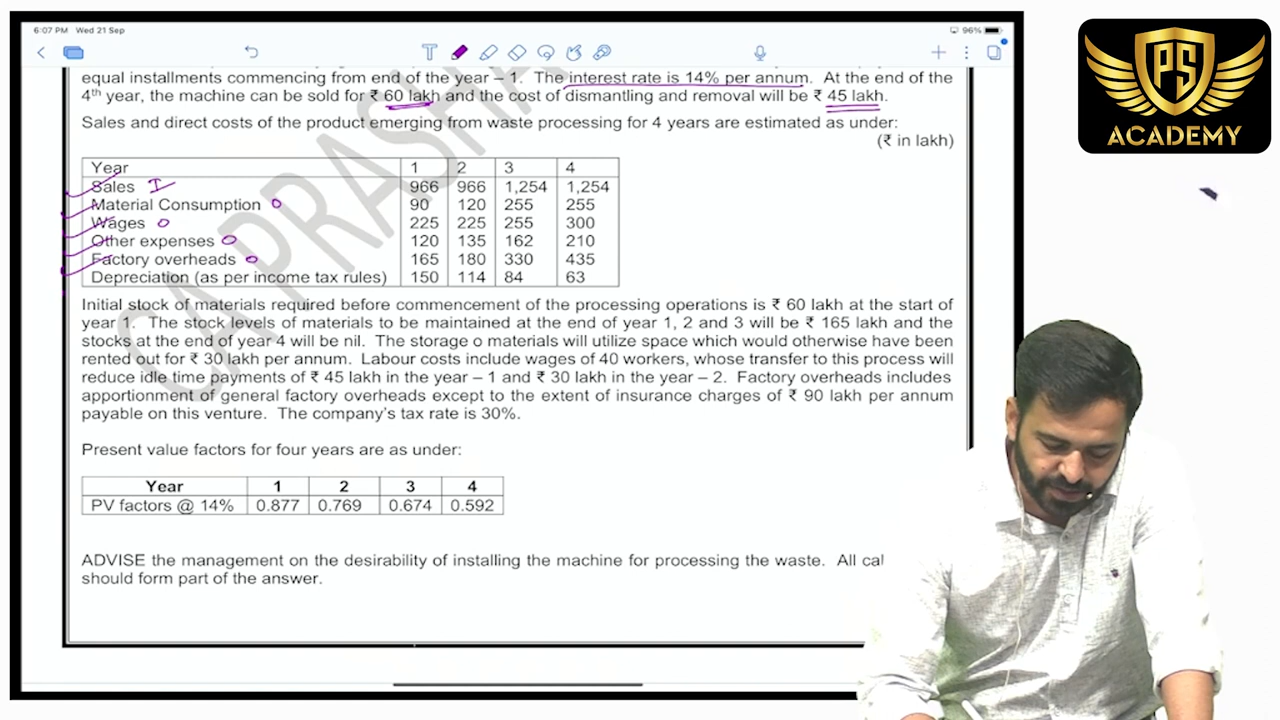 6:07 PM Wed 21 Sep
96%
T
PS
ACADEMY
equal installments commencing from end of the year – 1. The interest rate is 14% per annum. At the end of the
4th year, the machine can be sold for ₹ 60 lakh and the cost of dismantling and removal will be ₹ 45 lakh.
Sales and direct costs of the product emerging from waste processing for 4 years are estimated as under:
(₹ in lakh)
Year 1 2 3 4
Sales I 966 966 1,254 1,254
Material Consumption O 90 120 255 255
Wages O 225 225 255 300
Other expenses O 120 135 162 210
Factory overheads O 165 180 330 435
Depreciation (as per income tax rules) 150 114 84 63
Initial stock of materials required before commencement of the processing operations is ₹ 60 lakh at the start of
year 1. The stock levels of materials to be maintained at the end of year 1, 2 and 3 will be ₹ 165 lakh and the
stocks at the end of year 4 will be nil. The storage o materials will utilize space which would otherwise have been
rented out for ₹ 30 lakh per annum. Labour costs include wages of 40 workers, whose transfer to this process will
reduce idle time payments of ₹ 45 lakh in the year – 1 and ₹ 30 lakh in the year – 2. Factory overheads includes
apportionment of general factory overheads except to the extent of insurance charges of ₹ 90 lakh per annum
payable on this venture. The company's tax rate is 30%.
Present value factors for four years are as under:
Year 1 2 3 4
PV factors @ 14% 0.877 0.769 0.674 0.592
ADVISE the management on the desirability of installing the machine for processing the waste. All cal
should form part of the answer.
CA PRASHA